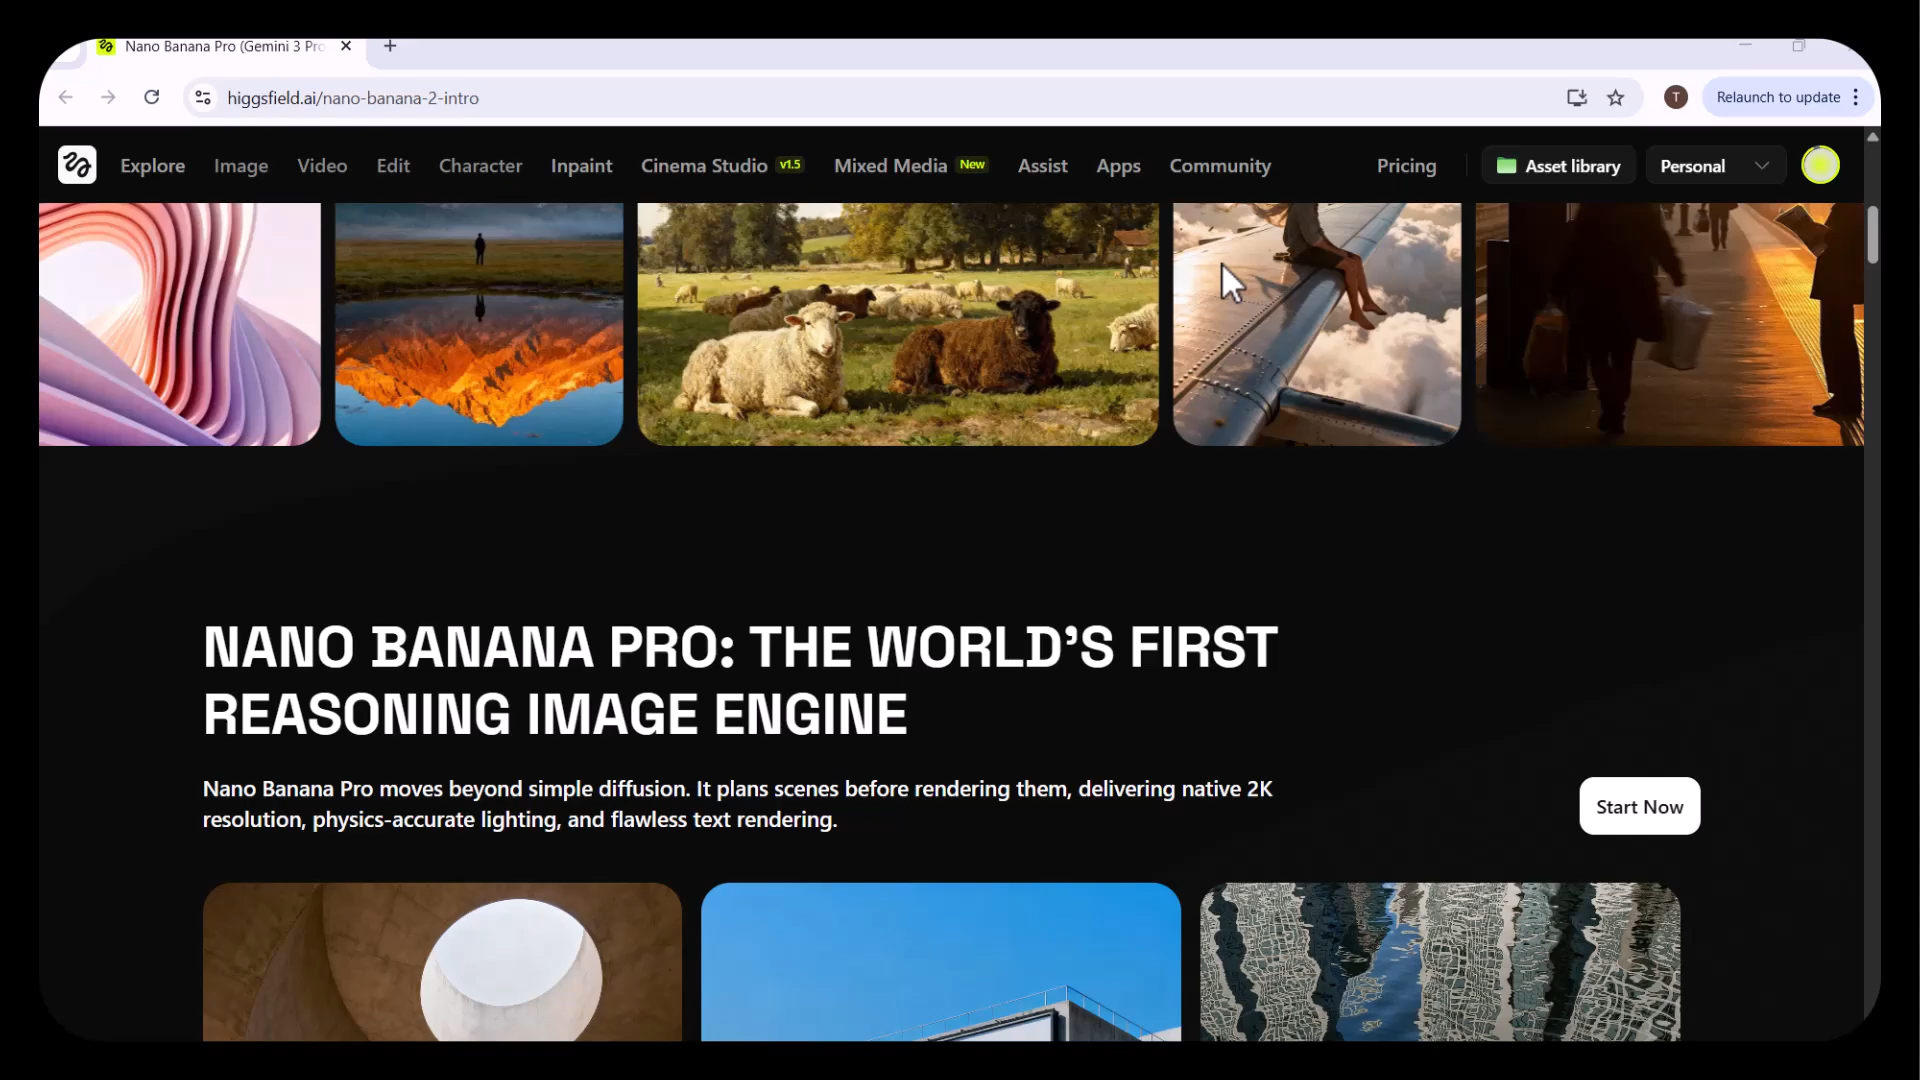 Nano Banana Pro (Gemini 3 Pro
higgsfield.ai/nano-banana-2-intro
T
Relaunch to update
Explore Image Video Edit Character Inpaint Cinema Studio v1.5 Mixed Media New Assist Apps Community Pricing Asset library Personal
NANO BANANA PRO: THE WORLD’S FIRST
REASONING IMAGE ENGINE
Nano Banana Pro moves beyond simple diffusion. It plans scenes before rendering them, delivering native 2K
resolution, physics-accurate lighting, and flawless text rendering.
Start Now